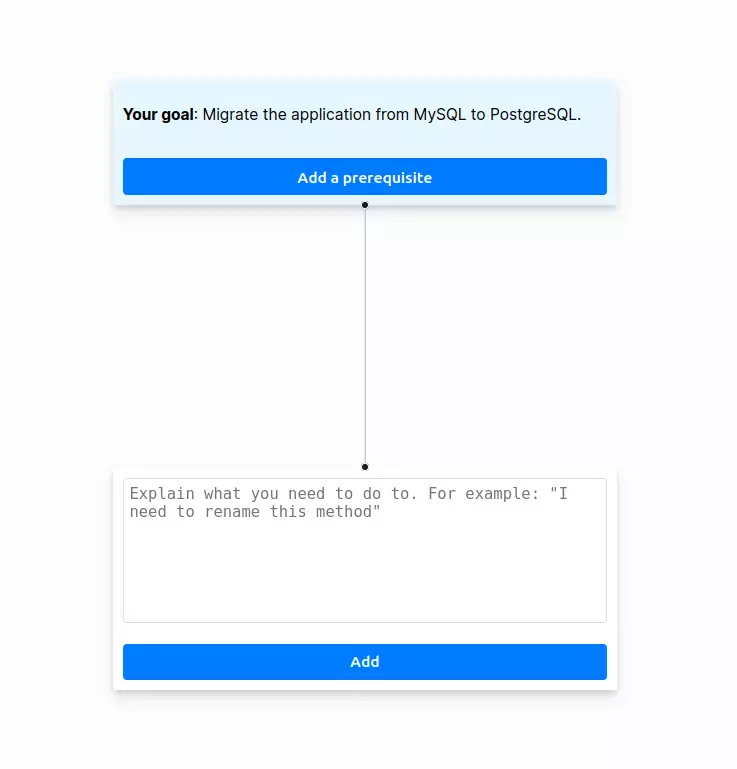 Your goal: Migrate the application from MySQL to PostgreSQL.
Add a prerequisite
Explain what you need to do to. For example: "I
need to rename this method"
Add